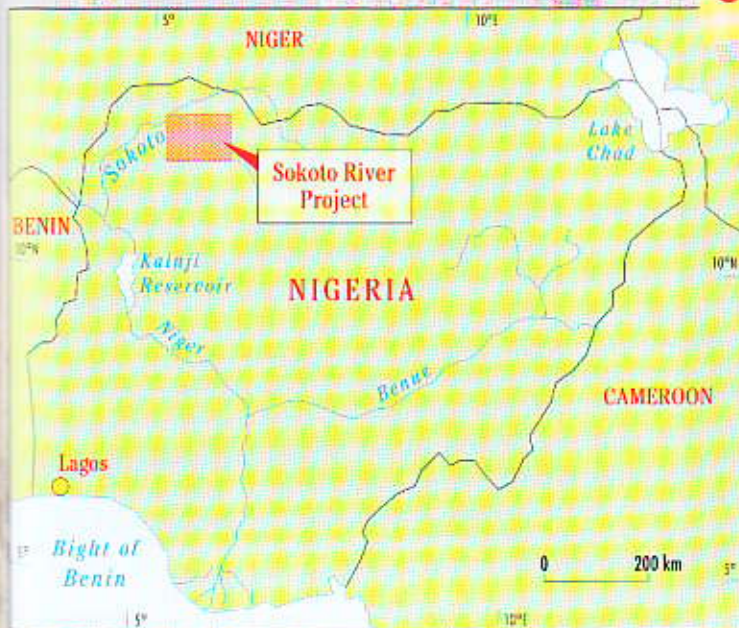 5°
10°E
NIGER
Lake
Chad
Sokoto
Sokoto River
Project
BENIN
10°N
10°N
Kainji
Reservoir
NIGERIA
Niger
Benue
CAMEROON
Lagos
Bight of
Benin
0 200 km
5°
5°
10°E